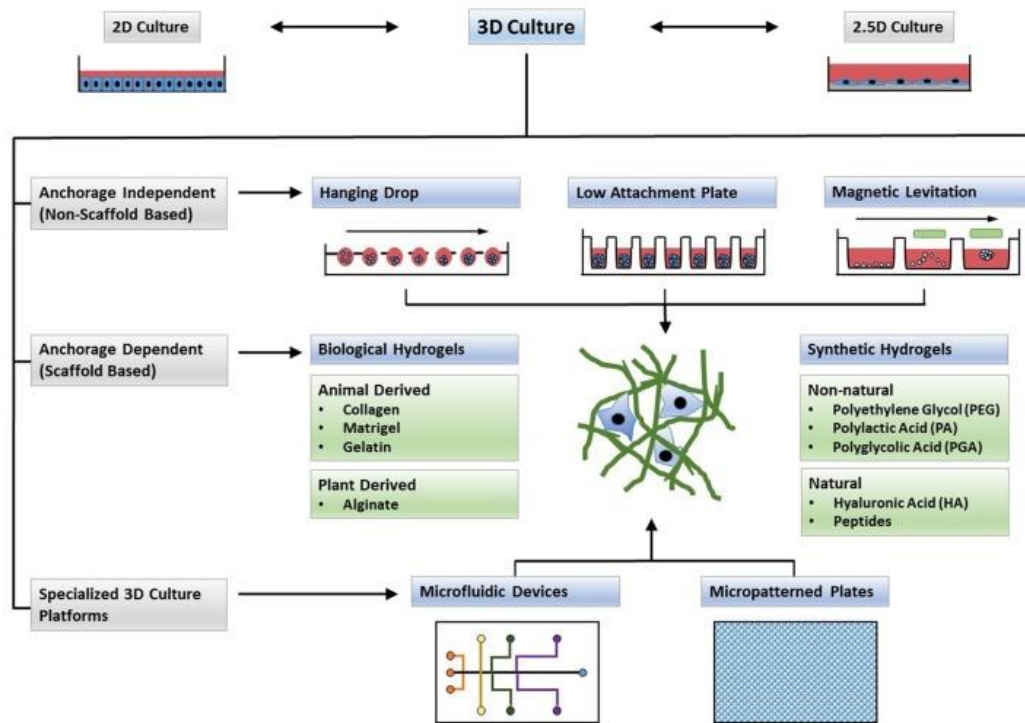 2D Culture
3D Culture
2.5D Culture
Anchorage Independent
(Non-Scaffold Based)
Hanging Drop
Low Attachment Plate
Magnetic Levitation
Anchorage Dependent
(Scaffold Based)
Biological Hydrogels
Animal Derived
• Collagen
• Matrigel
• Gelatin
Plant Derived
• Alginate
Synthetic Hydrogels
Non-natural
• Polyethylene Glycol (PEG)
• Polylactic Acid (PA)
• Polyglycolic Acid (PGA)
Natural
• Hyaluronic Acid (HA)
• Peptides
Specialized 3D Culture
Platforms
Microfluidic Devices
Micropatterned Plates